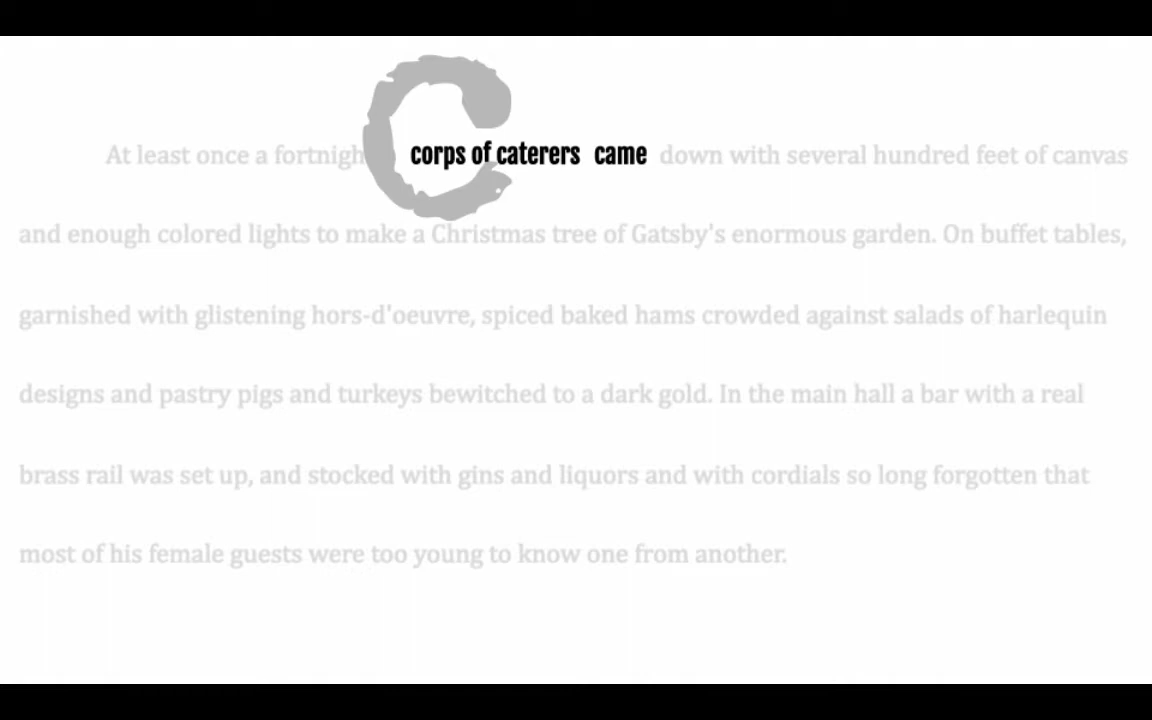 At least once a fortnigh C corps of caterers came down with several hundred feet of canvas
and enough colored lights to make a Christmas tree of Gatsby's enormous garden. On buffet tables,
garnished with glistening hors-d'oeuvre, spiced baked hams crowded against salads of harlequin
designs and pastry pigs and turkeys bewitched to a dark gold. In the main hall a bar with a real
brass rail was set up, and stocked with gins and liquors and with cordials so long forgotten that
most of his female guests were too young to know one from another.